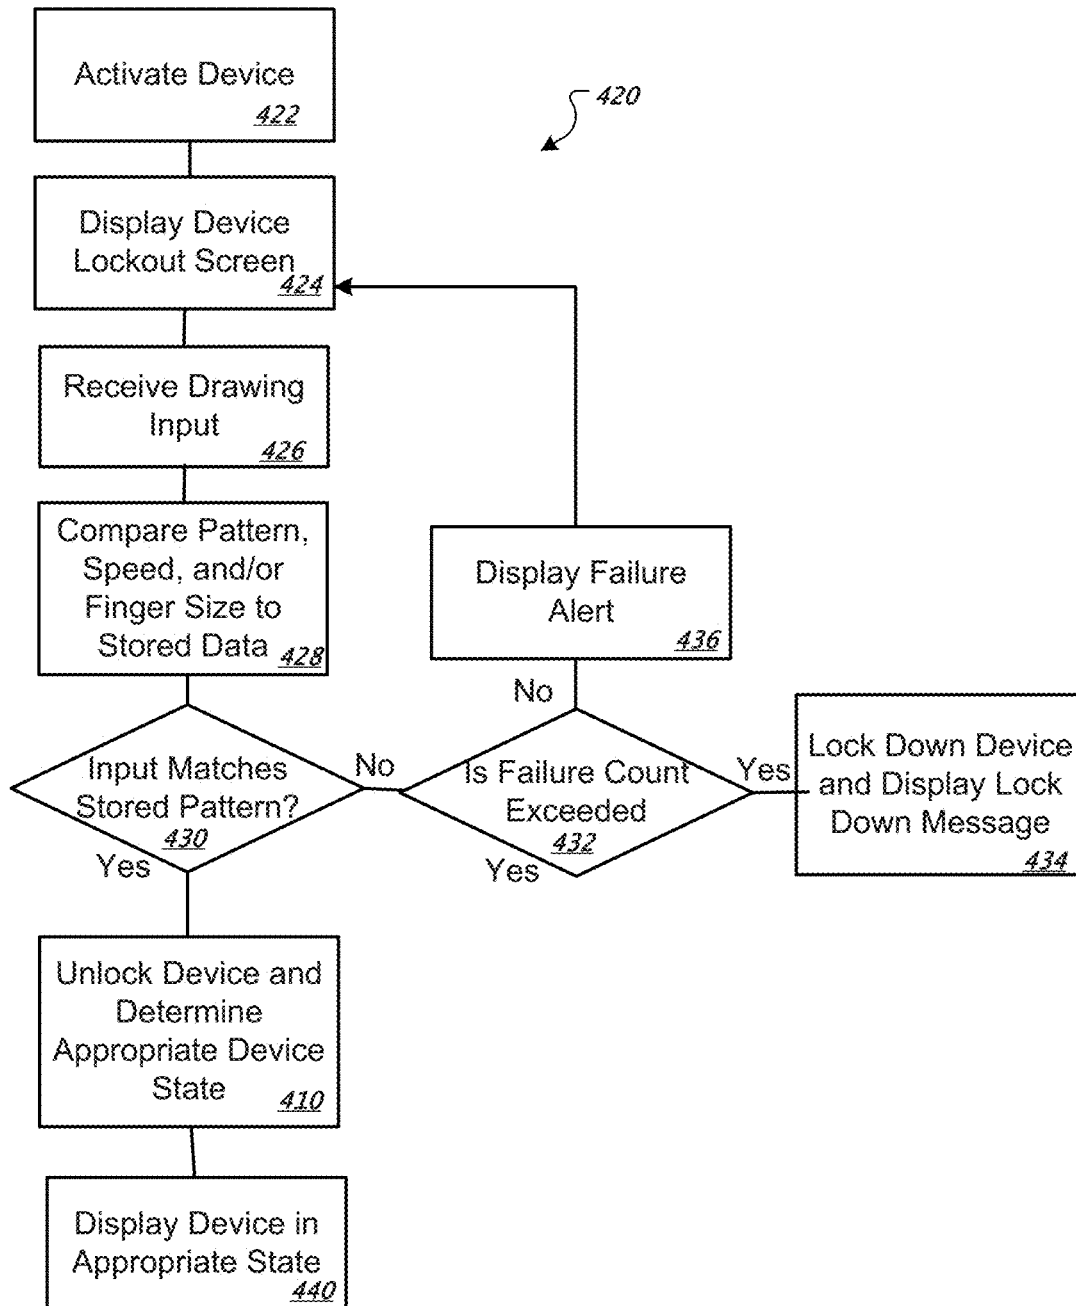 Activate Device
422
420
Display Device
Lockout Screen
424
Receive Drawing
Input
426
Compare Pattern,
Speed, and/or
Finger Size to
Stored Data
428
Display Failure
Alert
436
No
Input Matches
Stored Pattern?
430
No
Yes
Is Failure Count
Exceeded
432
Yes
Yes
Lock Down Device
and Display Lock
Down Message
434
Unlock Device and
Determine
Appropriate Device
State
410
Display Device in
Appropriate State
440